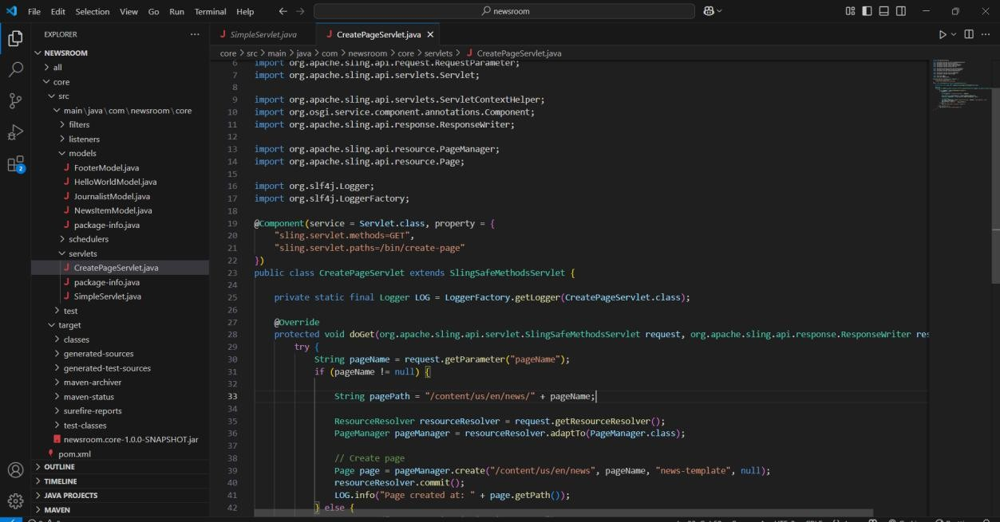 File Edit Selection View Go Run Terminal Help
newsroom
EXPLORER
NEWSROOM
all
core
src
main\java\com\newsroom\core
filters
listeners
models
FooterModel.java
HelloWorldModel.java
JournalistModel.java
NewsItemModel.java
package-info.java
schedulers
servlets
CreatePageServlet.java
package-info.java
SimpleServlet.java
test
target
classes
generated-sources
generated-test-sources
maven-archiver
maven-status
surefire-reports
test-classes
newsroom.core-1.0.0-SNAPSHOT.jar
pom.xml
OUTLINE
TIMELINE
JAVA PROJECTS
MAVEN
2
SimpleServlet.java
CreatePageServlet.java
core > src > main > java > com > newsroom > core > servlets > CreatePageServlet.java
6 import org.apache.sling.api.request.RequestParameter;
7 import org.apache.sling.api.servlets.Servlet;
8
9 import org.apache.sling.api.servlets.ServletContextHelper;
10 import org.osgi.service.component.annotations.Component;
11 import org.apache.sling.api.response.ResponseWriter;
12
13 import org.apache.sling.api.resource.PageManager;
14 import org.apache.sling.api.resource.Page;
15
16 import org.slf4j.Logger;
17 import org.slf4j.LoggerFactory;
18
19 @Component(service = Servlet.class, property = {
20 "sling.servlet.methods=GET",
21 "sling.servlet.paths=/bin/create-page"
22 })
23 public class CreatePageServlet extends SlingSafeMethodsServlet {
24
25 private static final Logger LOG = LoggerFactory.getLogger(CreatePageServlet.class);
26
27 @Override
28 protected void doGet(org.apache.sling.api.servlet.SlingSafeMethodsServlet request, org.apache.sling.api.response.ResponseWriter res
29 try {
30 String pageName = request.getParameter("pageName");
31 if (pageName != null) {
32
33 String pagePath = "/content/us/en/news/" + pageName;
34
35 ResourceResolver resourceResolver = request.getResourceResolver();
36 PageManager pageManager = resourceResolver.adaptTo(PageManager.class);
37
38 // Create page
39 Page page = pageManager.create("/content/us/en/news", pageName, "news-template", null);
40 resourceResolver.commit();
41 LOG.info("Page created at: " + page.getPath());
42 } else {